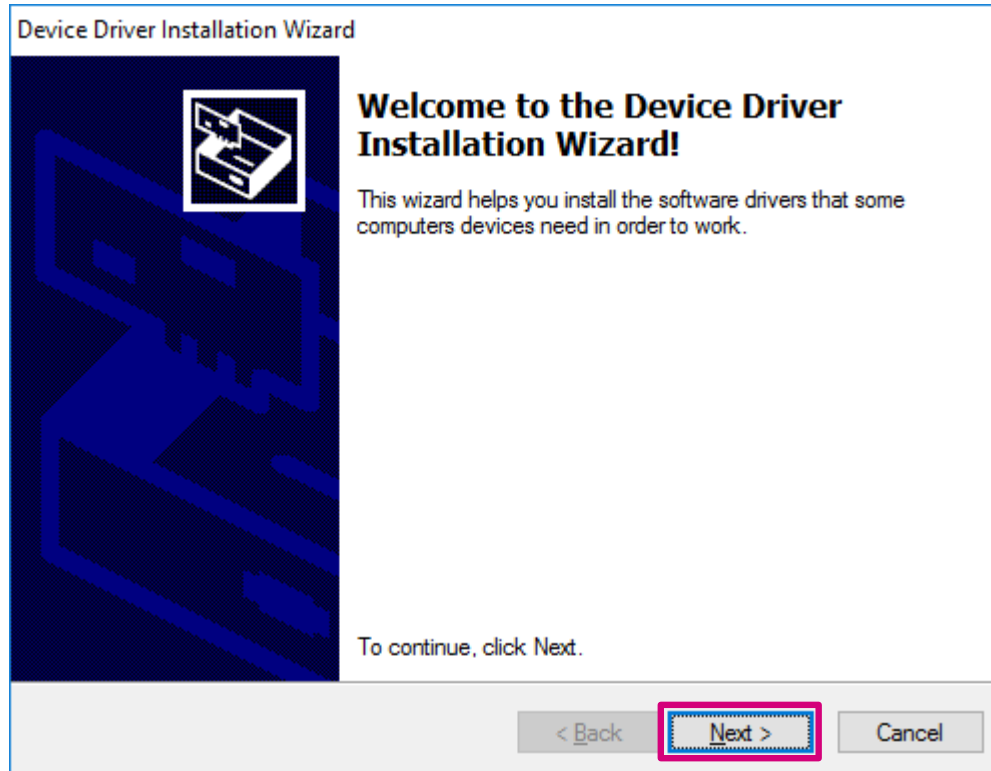 Device Driver Installation Wizard
Welcome to the Device Driver
Installation Wizard!
This wizard helps you install the software drivers that some
computers devices need in order to work.
To continue, click Next.
< Back
Next >
Cancel